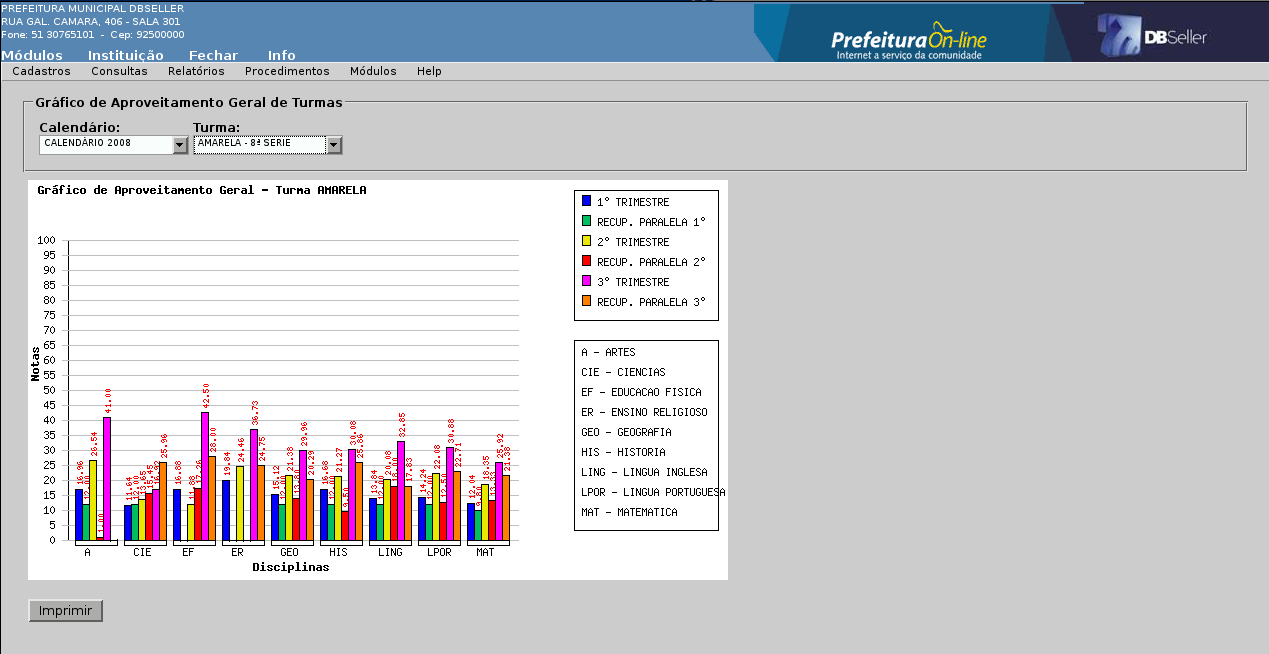 PREFEITURA MUNICIPAL DBSELLER
RUA GAL. CAMARA, 406 - SALA 301
Fone: 51 30765101 - Cep: 92500000
Prefeitura On-line
Internet a serviço da comunidade
DBSeller
Módulos Instituição Fechar Info
Cadastros Consultas Relatórios Procedimentos Módulos Help
Gráfico de Aproveitamento Geral de Turmas
Calendário: Turma:
CALENDÁRIO 2008 AMARELA - 8ª SERIE
Gráfico de Aproveitamento Geral - Turma AMARELA
1° TRIMESTRE
RECUP. PARALELA 1°
2° TRIMESTRE
RECUP. PARALELA 2°
3° TRIMESTRE
RECUP. PARALELA 3°
A - ARTES
CIE - CIENCIAS
EF - EDUCACAO FISICA
ER - ENSINO RELIGIOSO
GEO - GEOGRAFIA
HIS - HISTORIA
LING - LINGUA INGLESA
LPOR - LINGUA PORTUGUESA
MAT - MATEMATICA
Notas
100
95
90
85
80
75
70
65
60
55
50
45
40
35
30
25
20
15
10
5
0
16.96 12.00 26.54 1.00 41.00
11.64 12.00 13.65 15.45 16.92 25.96
16.88 11.88 17.26 42.50 28.00
19.84 24.46 36.73 24.75
15.12 12.00 21.38 13.80 29.96 20.29
16.68 12.00 21.27 9.50 30.08 25.86
13.84 12.00 20.08 18.00 32.85 17.83
14.24 12.00 22.08 12.50 30.88 22.71
12.04 9.80 18.35 13.33 25.92 21.38
A CIE EF ER GEO HIS LING LPOR MAT
Disciplinas
Imprimir